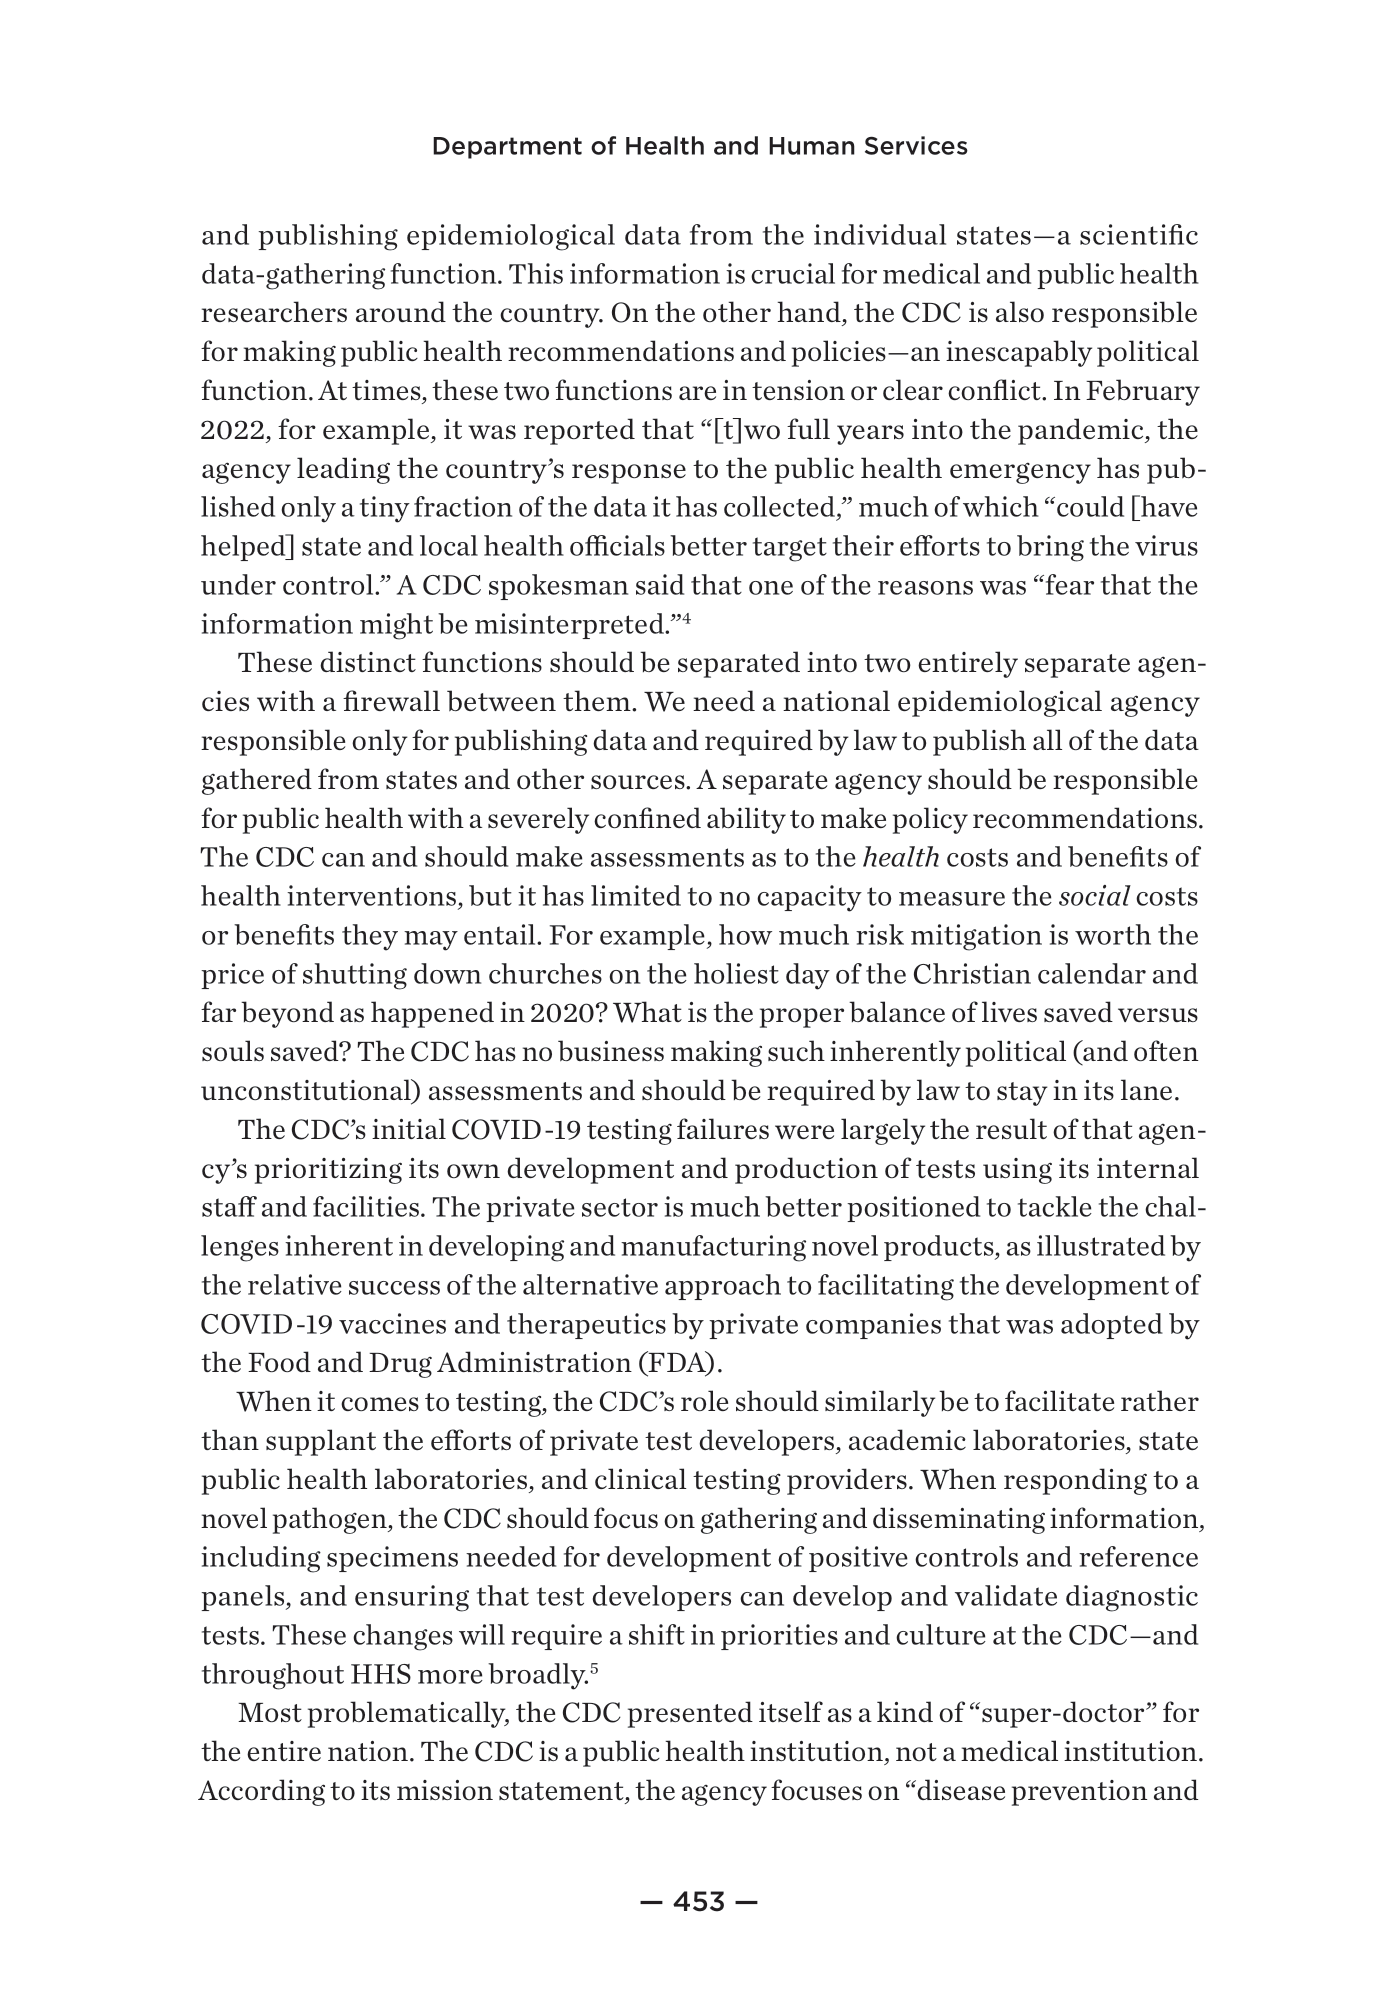 Department of Health and Human Services
and publishing epidemiological data from the individual states—a scientific
data-gathering function. This information is crucial for medical and public health
researchers around the country. On the other hand, the CDC is also responsible
for making public health recommendations and policies—an inescapably political
function. At times, these two functions are in tension or clear conflict. In February
2022, for example, it was reported that “[t]wo full years into the pandemic, the
agency leading the country’s response to the public health emergency has pub-
lished only a tiny fraction of the data it has collected,” much of which “could [have
helped] state and local health officials better target their efforts to bring the virus
under control.” A CDC spokesman said that one of the reasons was “fear that the
information might be misinterpreted.”4
These distinct functions should be separated into two entirely separate agen-
cies with a firewall between them. We need a national epidemiological agency
responsible only for publishing data and required by law to publish all of the data
gathered from states and other sources. A separate agency should be responsible
for public health with a severely confined ability to make policy recommendations.
The CDC can and should make assessments as to the health costs and benefits of
health interventions, but it has limited to no capacity to measure the social costs
or benefits they may entail. For example, how much risk mitigation is worth the
price of shutting down churches on the holiest day of the Christian calendar and
far beyond as happened in 2020? What is the proper balance of lives saved versus
souls saved? The CDC has no business making such inherently political (and often
unconstitutional) assessments and should be required by law to stay in its lane.
The CDC’s initial COVID-19 testing failures were largely the result of that agen-
cy’s prioritizing its own development and production of tests using its internal
staff and facilities. The private sector is much better positioned to tackle the chal-
lenges inherent in developing and manufacturing novel products, as illustrated by
the relative success of the alternative approach to facilitating the development of
COVID-19 vaccines and therapeutics by private companies that was adopted by
the Food and Drug Administration (FDA).
When it comes to testing, the CDC’s role should similarly be to facilitate rather
than supplant the efforts of private test developers, academic laboratories, state
public health laboratories, and clinical testing providers. When responding to a
novel pathogen, the CDC should focus on gathering and disseminating information,
including specimens needed for development of positive controls and reference
panels, and ensuring that test developers can develop and validate diagnostic
tests. These changes will require a shift in priorities and culture at the CDC—and
throughout HHS more broadly.5
Most problematically, the CDC presented itself as a kind of “super-doctor” for
the entire nation. The CDC is a public health institution, not a medical institution.
According to its mission statement, the agency focuses on “disease prevention and
— 453 —